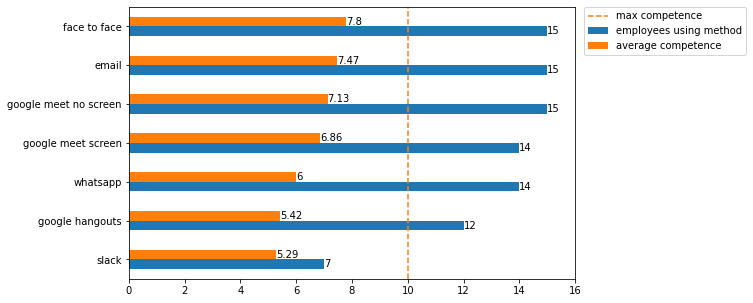 face to face 7.8
15
email 7.47
15
google meet no screen 7.13
15
google meet screen 6.86
14
whatsapp 6
14
google hangouts 5.42
12
slack 5.29
7
0 2 4 6 8 10 12 14 16
max competence
employees using method
average competence